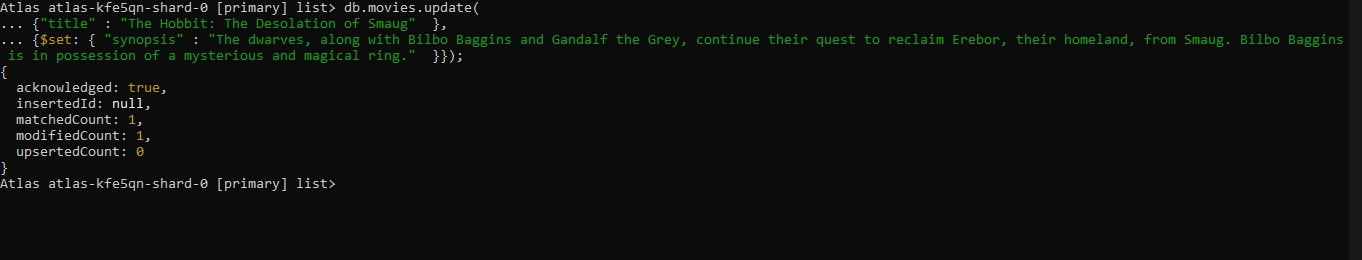 Atlas atlas-kfe5qn-shard-0 [primary] list> db.movies.update(
... {"title" : "The Hobbit: The Desolation of Smaug"  },
... {$set: { "synopsis" : "The dwarves, along with Bilbo Baggins and Gandalf the Grey, continue their quest to reclaim Erebor, their homeland, from Smaug. Bilbo Baggins
 is in possession of a mysterious and magical ring."  }});
{
  acknowledged: true,
  insertedId: null,
  matchedCount: 1,
  modifiedCount: 1,
  upsertedCount: 0
}
Atlas atlas-kfe5qn-shard-0 [primary] list>